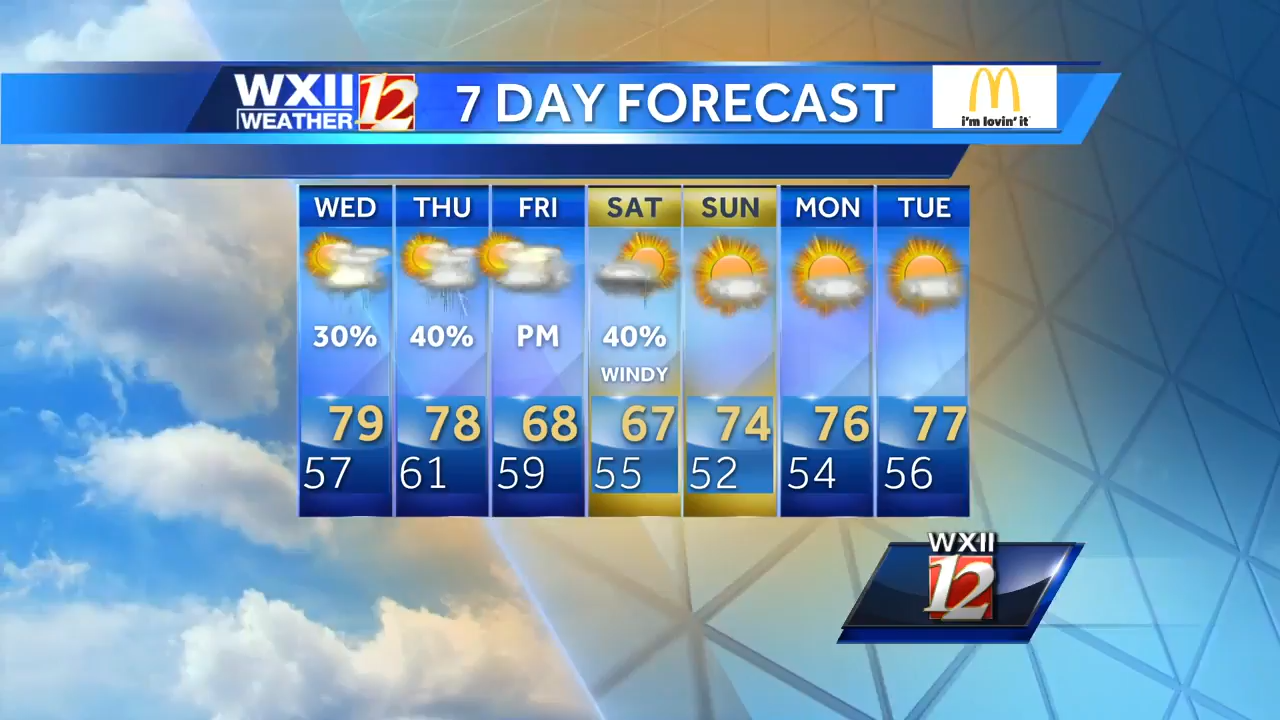 WXII 12
WEATHER
7 DAY FORECAST
i'm lovin' it
WED THU FRI SAT SUN MON TUE
30% 40% PM 40%
WINDY
79 78 68 67 74 76 77
57 61 59 55 52 54 56
WXII
12